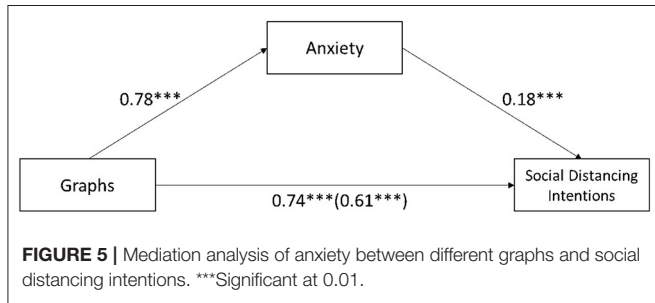 Anxiety
0.78***
0.18***
Graphs
Social Distancing
Intentions
0.74***(0.61***)
FIGURE 5 | Mediation analysis of anxiety between different graphs and social
distancing intentions. ***Significant at 0.01.